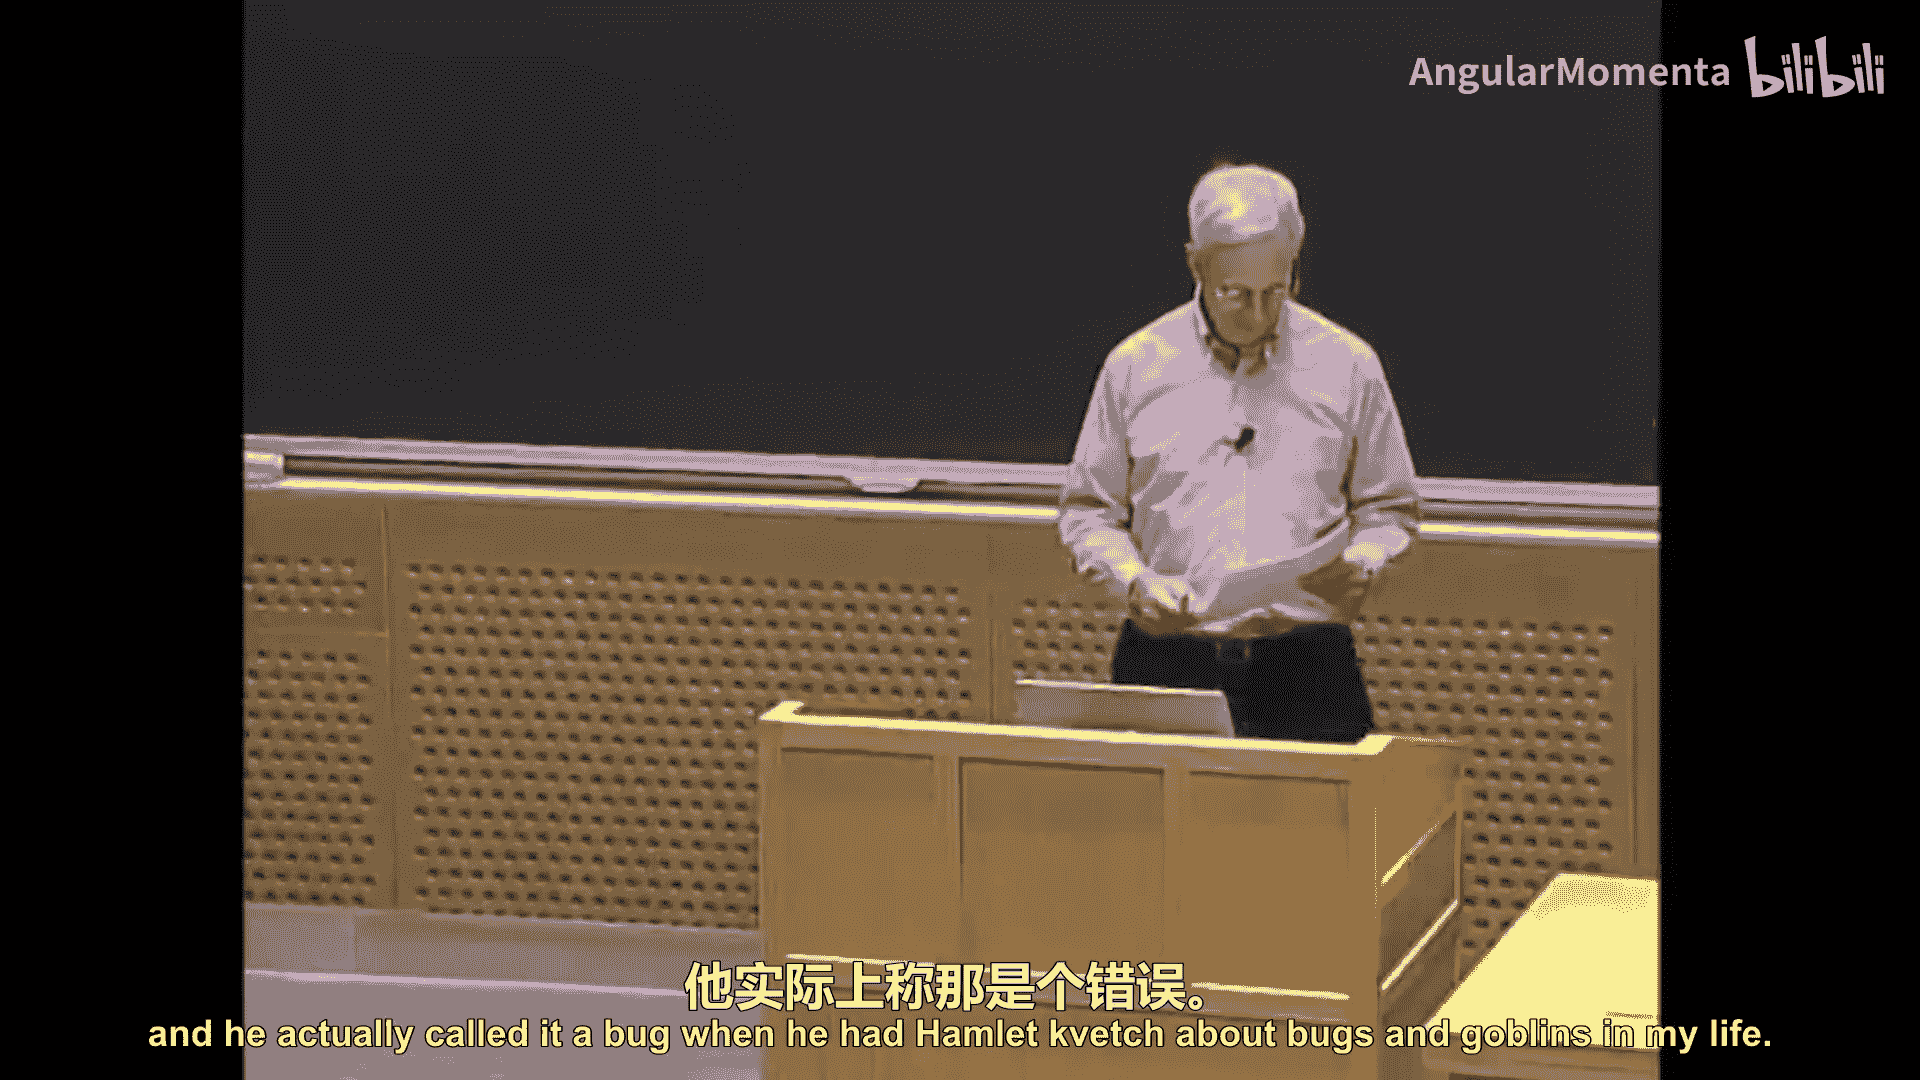 AngularMomenta bilibili
他实际上称那是个错误。
and he actually called it a bug when he had Hamlet kvetch about bugs and goblins in my life.